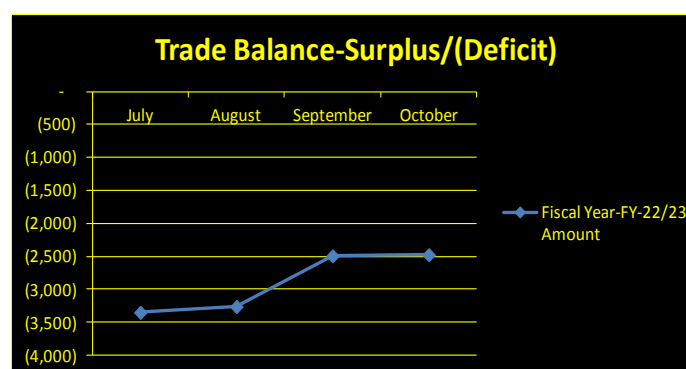 Trade Balance-Surplus/(Deficit)
-
July August September October
(500)
(1,000)
(1,500)
(2,000)
(2,500)
(3,000)
(3,500)
(4,000)
Fiscal Year-FY-22/23
Amount